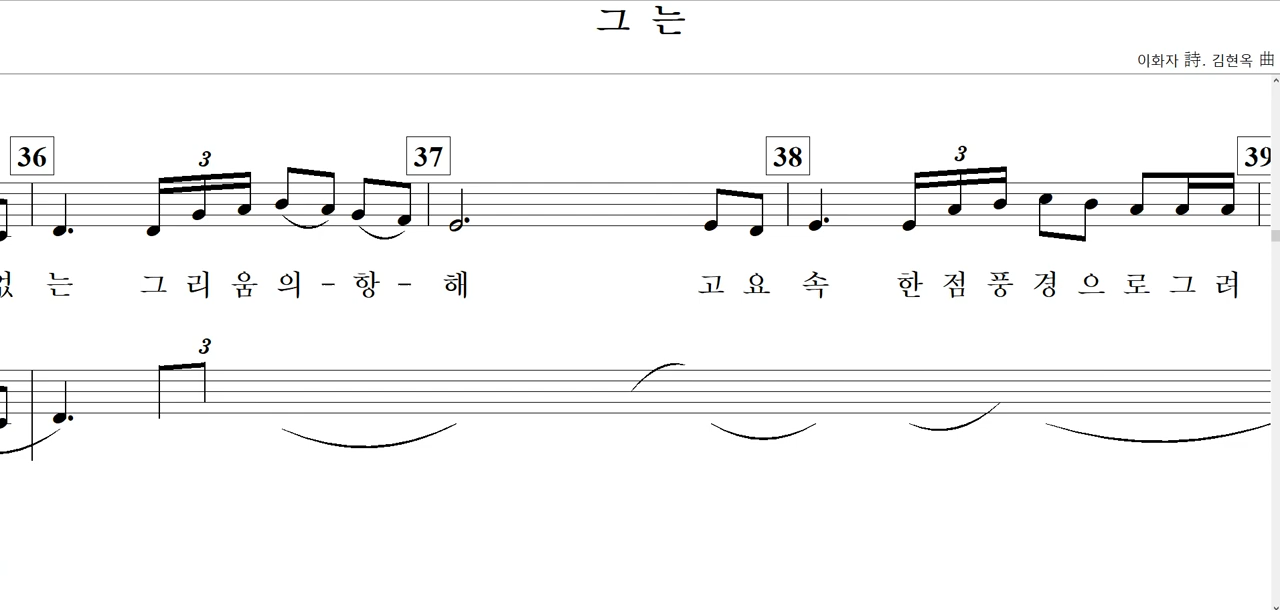 그 는
이화자 詩. 김현옥 曲
36 37 38 39
3 3
는 그 리 움 의 - 항 - 해 고 요 속 한 점 풍 경 으 로 그 려
3